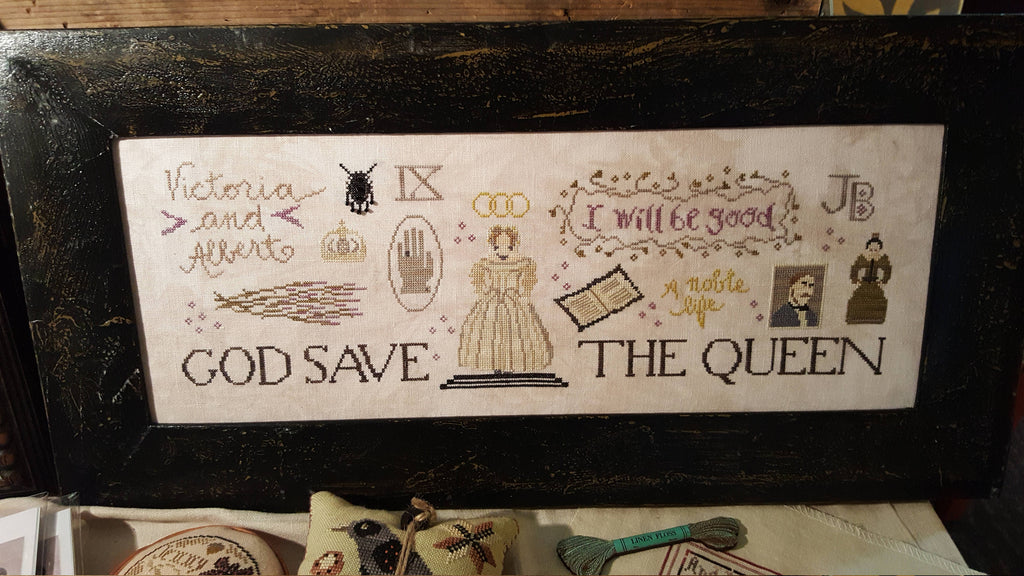 Victoria
and
Albert
IX
I will be good
JB
A noble
life
GOD SAVE THE QUEEN
LINEN FLOSS